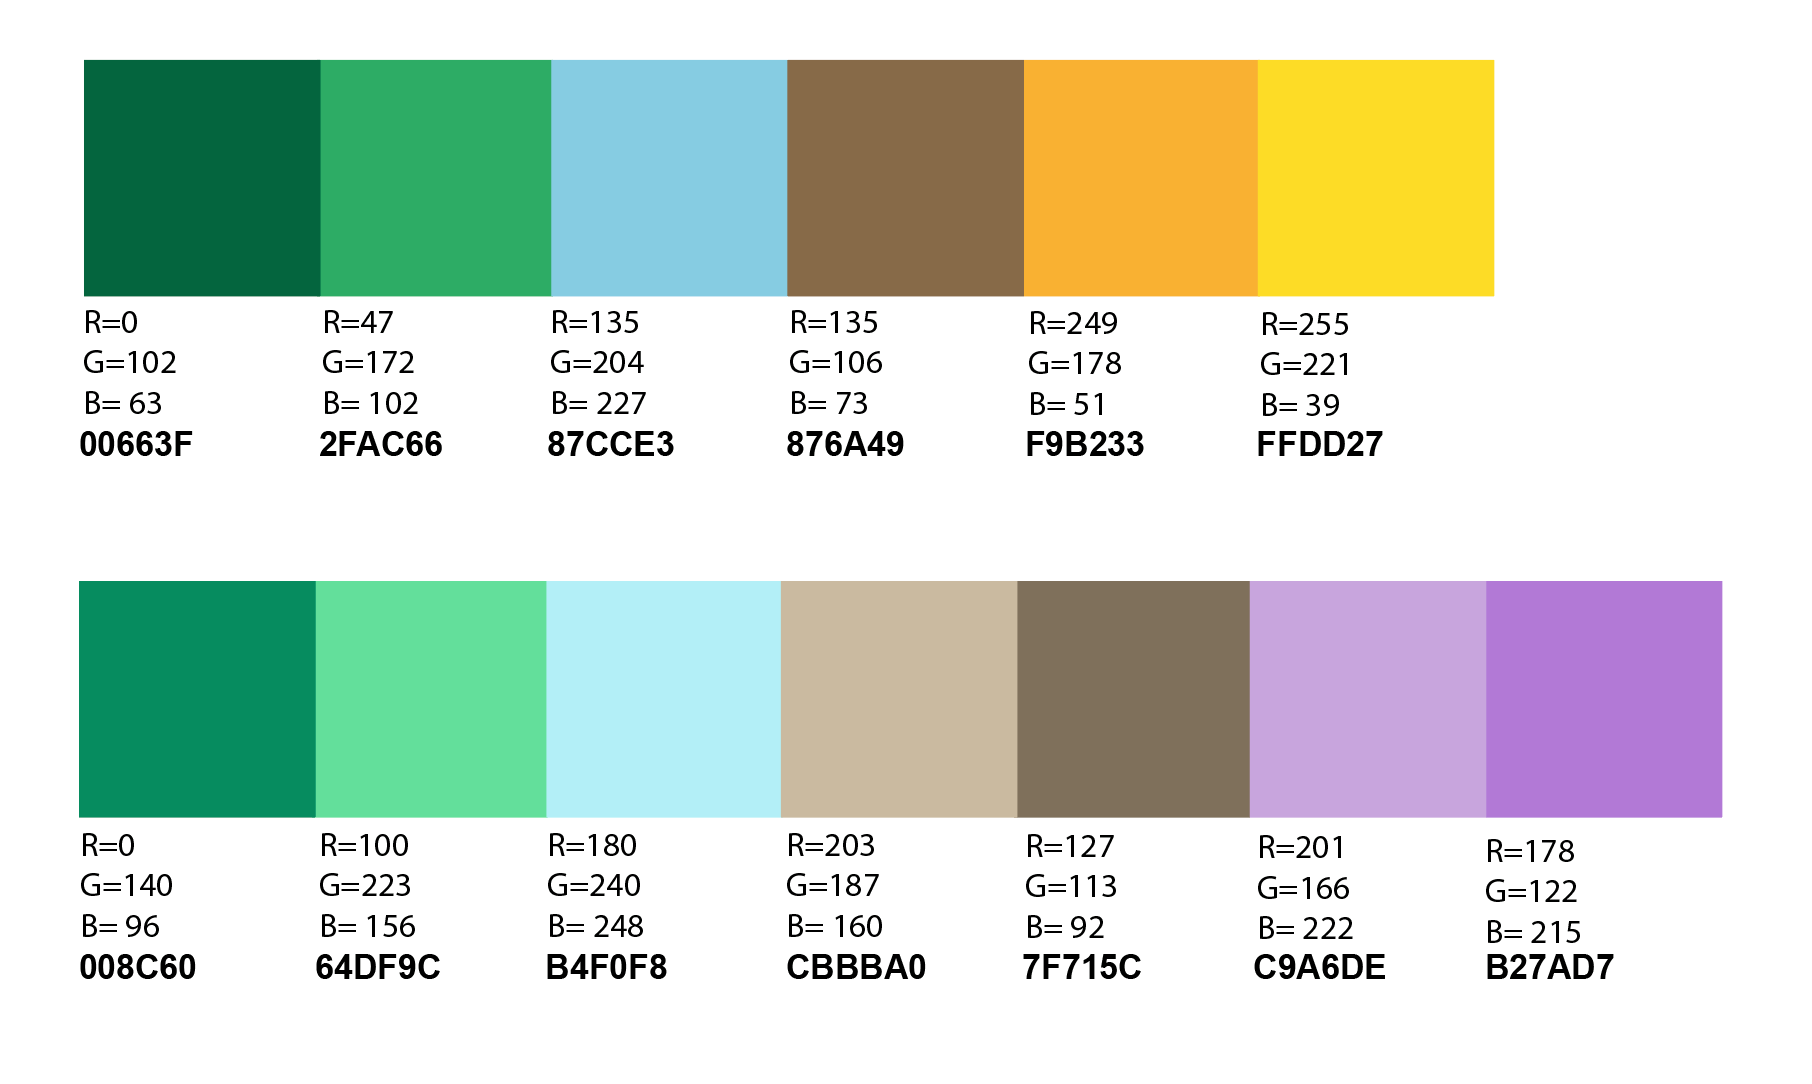 R=0
G=102
B= 63
00663F
R=47
G=172
B= 102
2FAC66
R=135
G=204
B= 227
87CCE3
R=135
G=106
B= 73
876A49
R=249
G=178
B= 51
F9B233
R=255
G=221
B= 39
FFDD27
R=0
G=140
B= 96
008C60
R=100
G=223
B= 156
64DF9C
R=180
G=240
B= 248
B4F0F8
R=203
G=187
B= 160
CBBBA0
R=127
G=113
B= 92
7F715C
R=201
G=166
B= 222
C9A6DE
R=178
G=122
B= 215
B27AD7